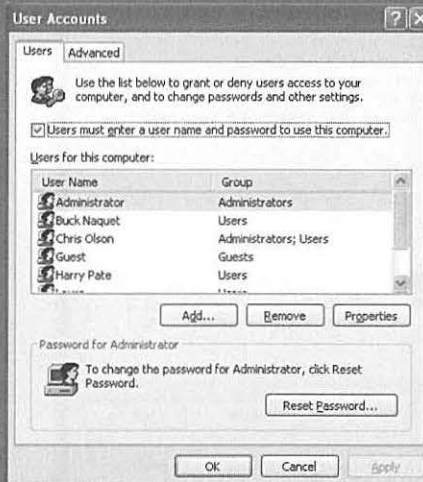 User Accounts
Users Advanced
Use the list below to grant or deny users access to your
computer, and to change passwords and other settings.
Users must enter a user name and password to use this computer.
Users for this computer:
User Name Group
Administrator Administrators
Buck Naquet Users
Chris Olson Administrators; Users
Guest Guests
Harry Pate Users
Add... Remove Properties
Password for Administrator
To change the password for Administrator, click Reset
Password.
Reset Password...
OK Cancel Apply